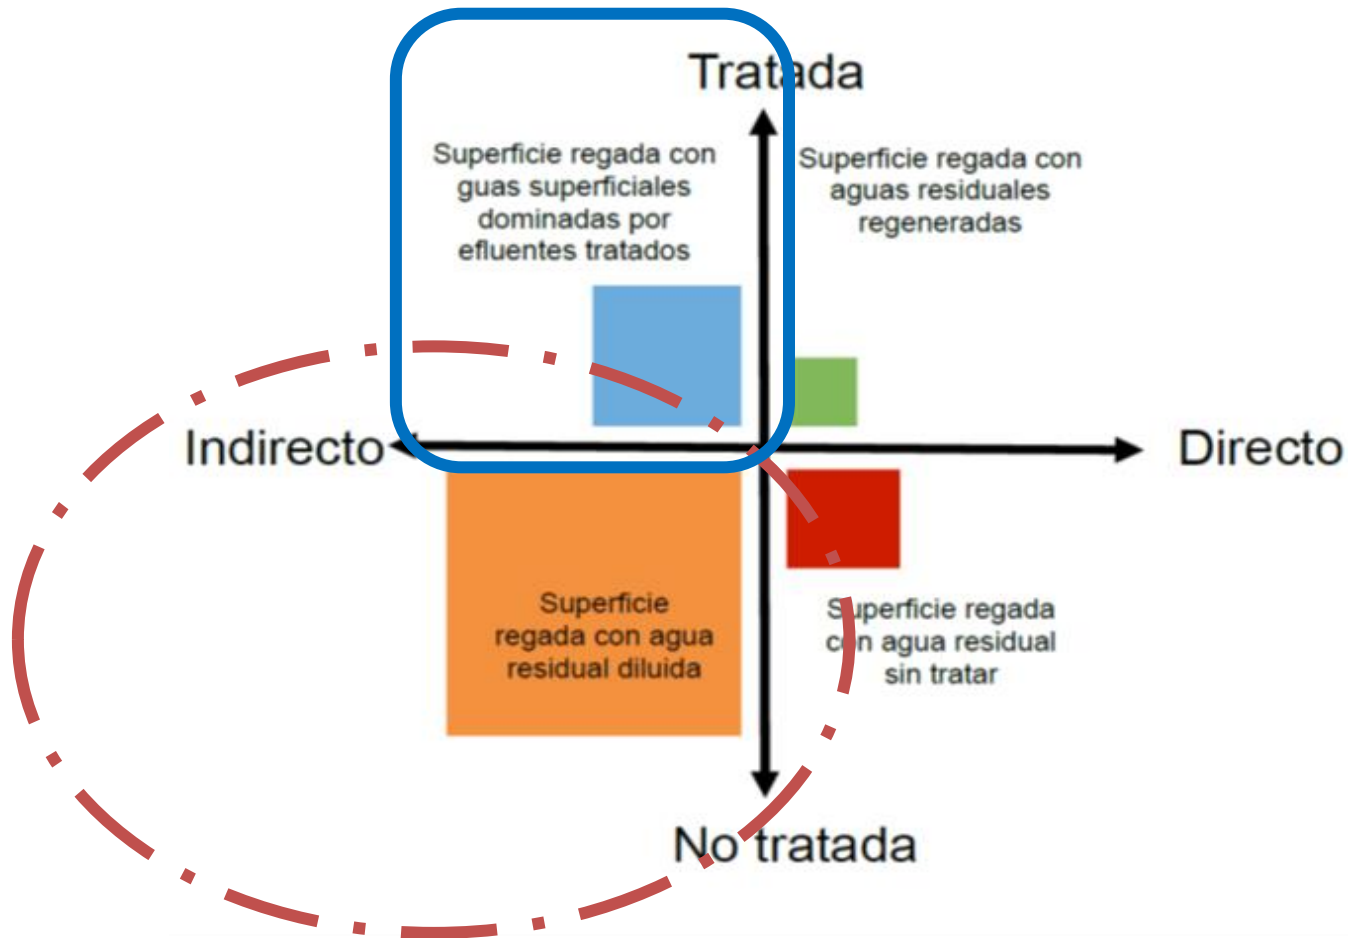 Tratada
Superficie regada con
guas superficiales
dominadas por
efluentes tratados
Superficie regada con
aguas residuales
regeneradas
Indirecto
Directo
Superficie
regada con agua
residual diluida
Superficie regada
con agua residual
sin tratar
No tratada